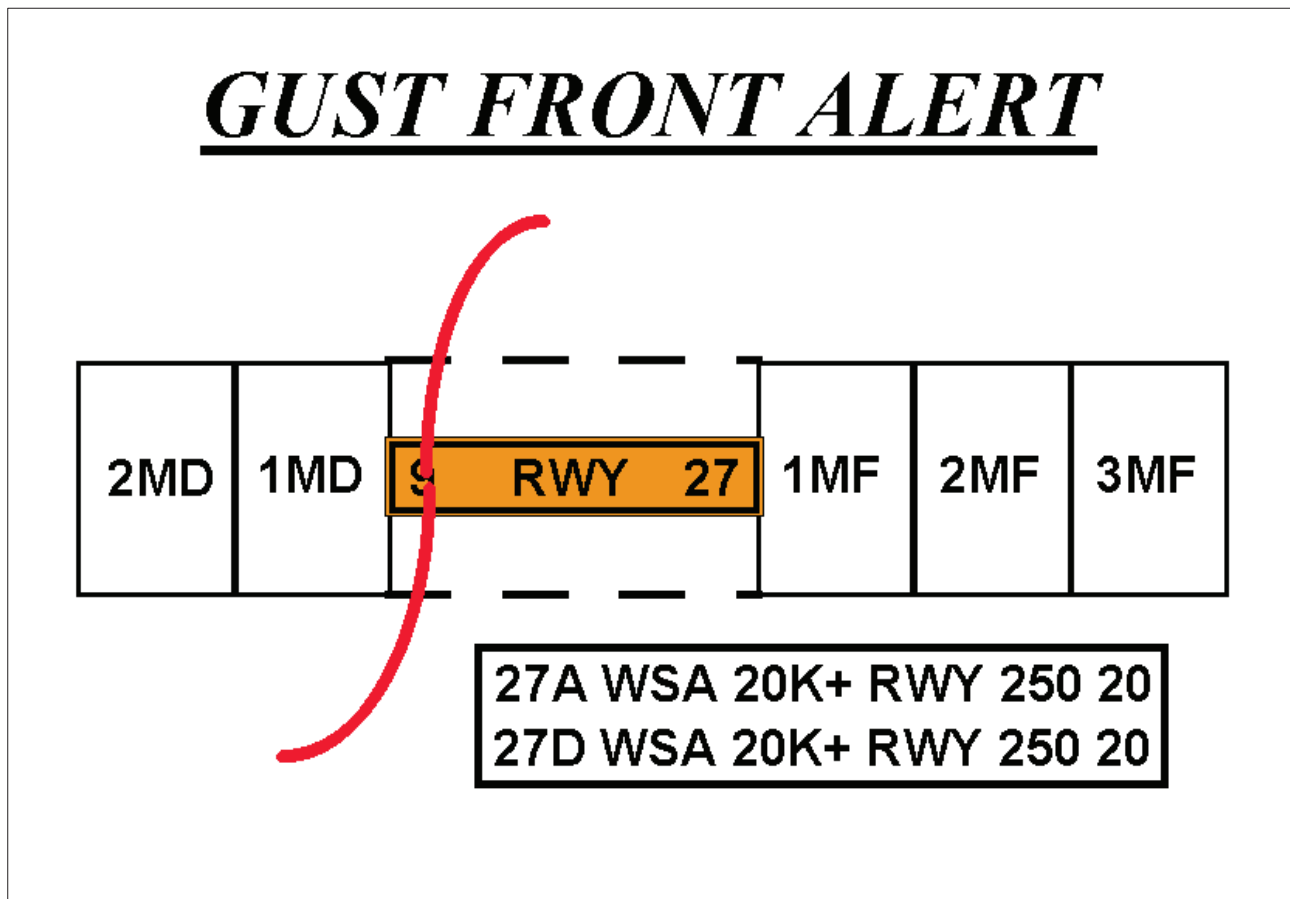 GUST FRONT ALERT
2MD 1MD 9 RWY 27 1MF 2MF 3MF
27A WSA 20K+ RWY 250 20
27D WSA 20K+ RWY 250 20